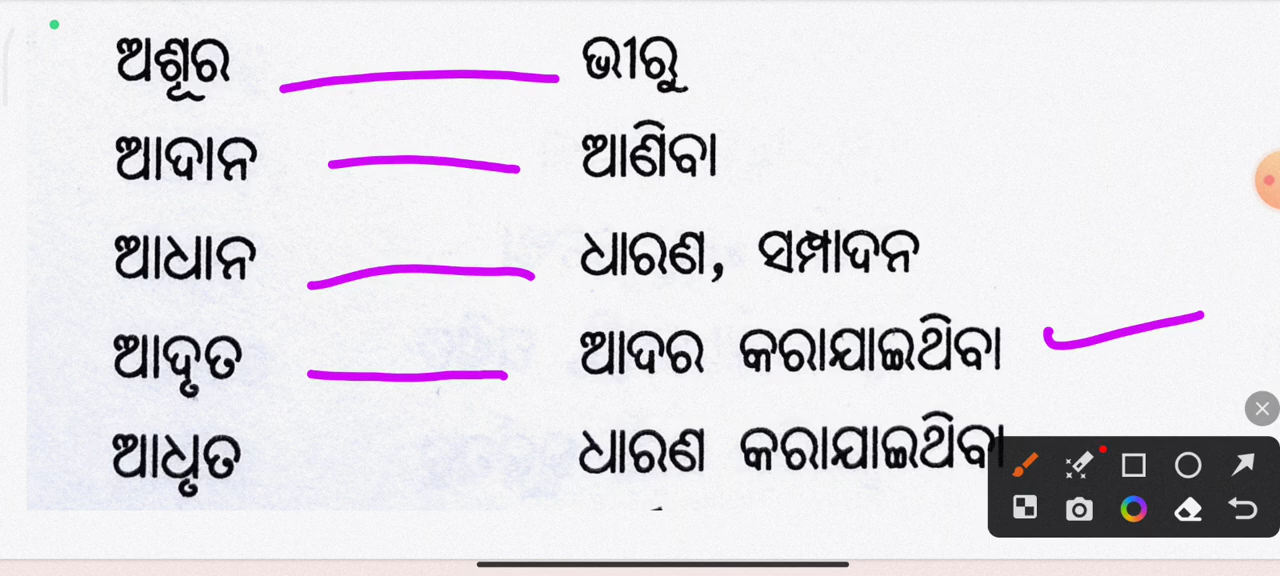 ଅଶୂର ଭୀରୁ
ଆଦାନ ଆଣିବା
ଆଧାନ ଧାରଣ, ସମ୍ପାଦନ
ଆଦୃତ ଆଦର କରାଯାଇଥିବା
ଆଧୃତ ଧାରଣ କରାଯାଇଥିବା